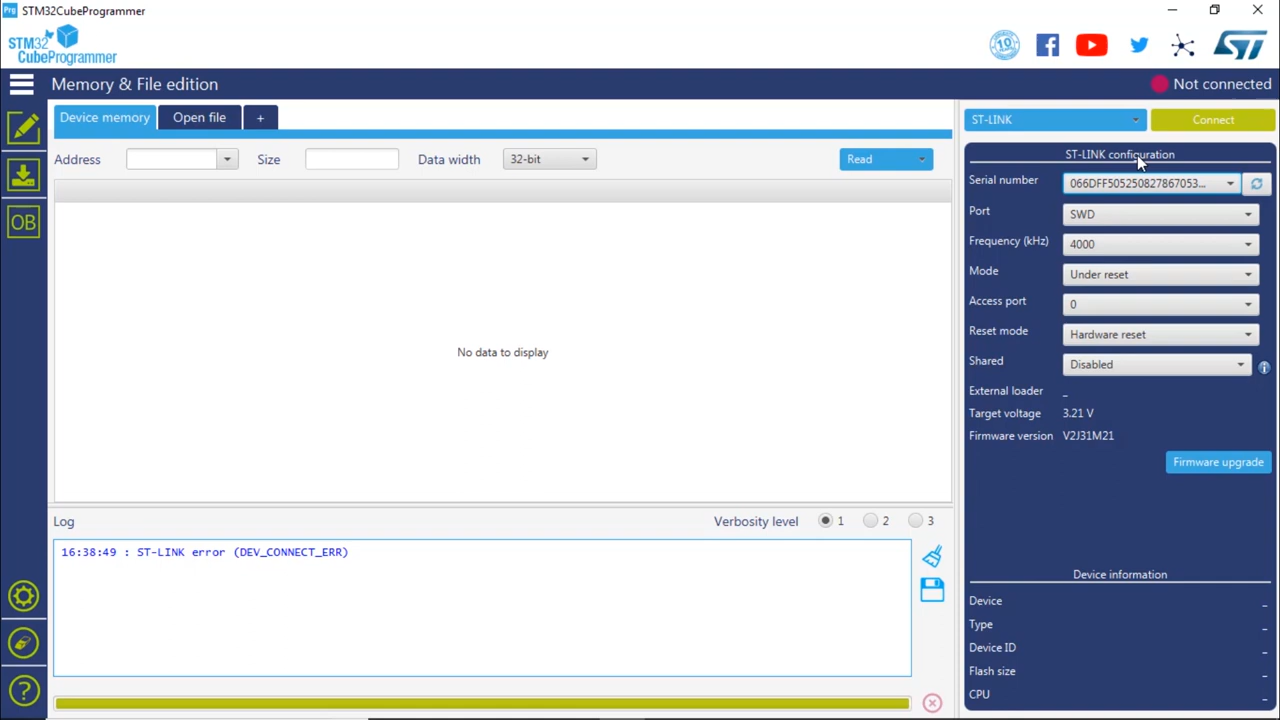 Prg STM32CubeProgrammer
STM32
CubeProgrammer
10
ST
Memory & File edition
Not connected
Device memory
Open file
+
ST-LINK
Connect
Address
Size
Data width
32-bit
Read
ST-LINK configuration
Serial number
066DFF505250827867053...
Port
SWD
Frequency (kHz)
4000
Mode
Under reset
Access port
0
Reset mode
Hardware reset
Shared
Disabled
External loader
_
Target voltage
3.21 V
Firmware version
V2J31M21
Firmware upgrade
OB
No data to display
Log
Verbosity level
1
2
3
16:38:49 : ST-LINK error (DEV_CONNECT_ERR)
Device information
Device
_
Type
_
Device ID
_
Flash size
_
CPU
_
?